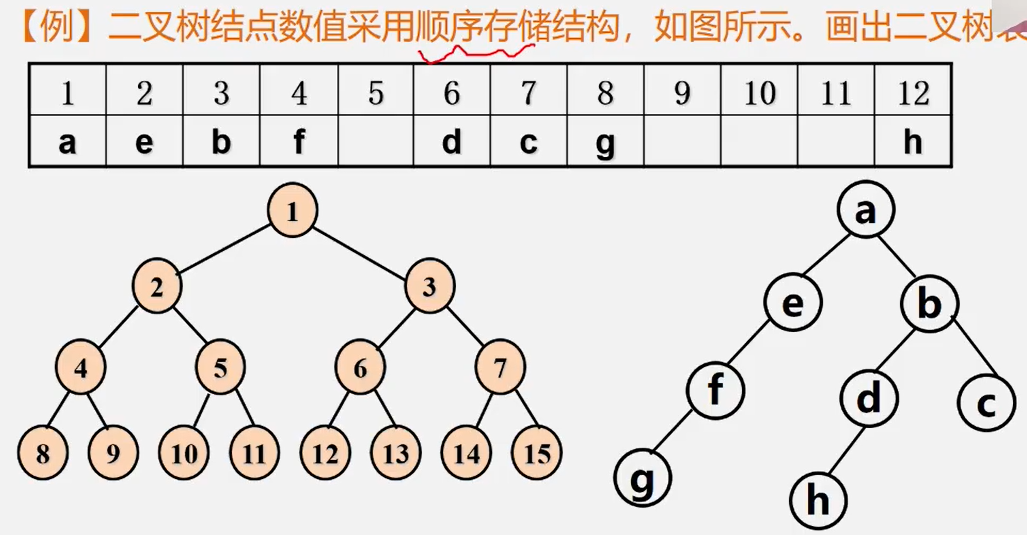 【例】二叉树结点数值采用顺序存储结构，如图所示。画出二叉树表
1 2 3 4 5 6 7 8 9 10 11 12
a e b f d c g h
1
2 3
4 5 6 7
8 9 10 11 12 13 14 15
a
e b
f d c
g h